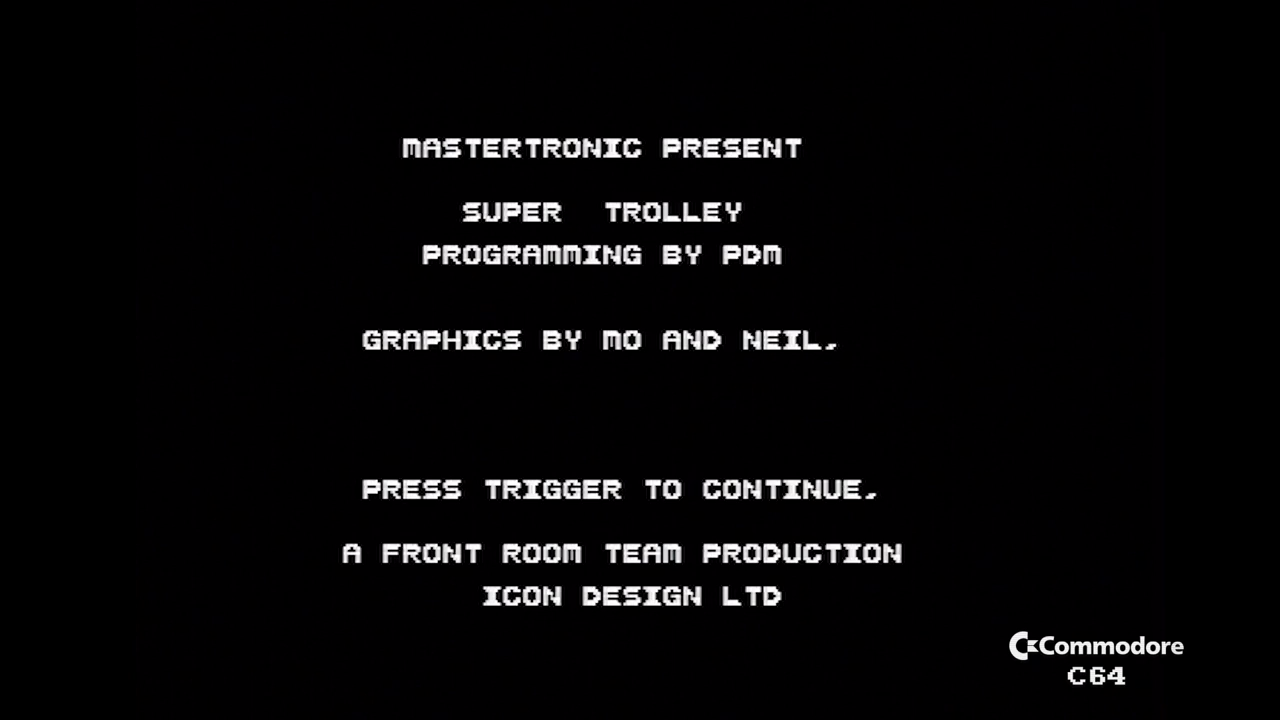 MASTERTRONIC PRESENT
SUPER TROLLEY
PROGRAMMING BY PDM
GRAPHICS BY MO AND NEIL.
PRESS TRIGGER TO CONTINUE.
A FRONT ROOM TEAM PRODUCTION
ICON DESIGN LTD
Commodore
C64